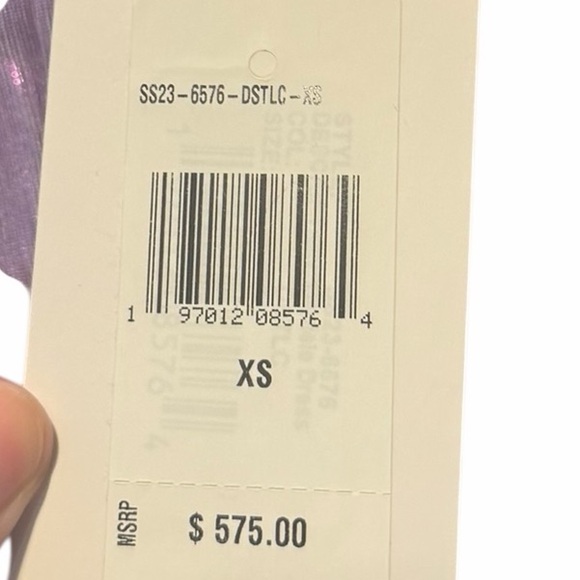 SS23-6576-DSTLC-XS
1 97012 08576 4
XS
MSRP $ 575.00